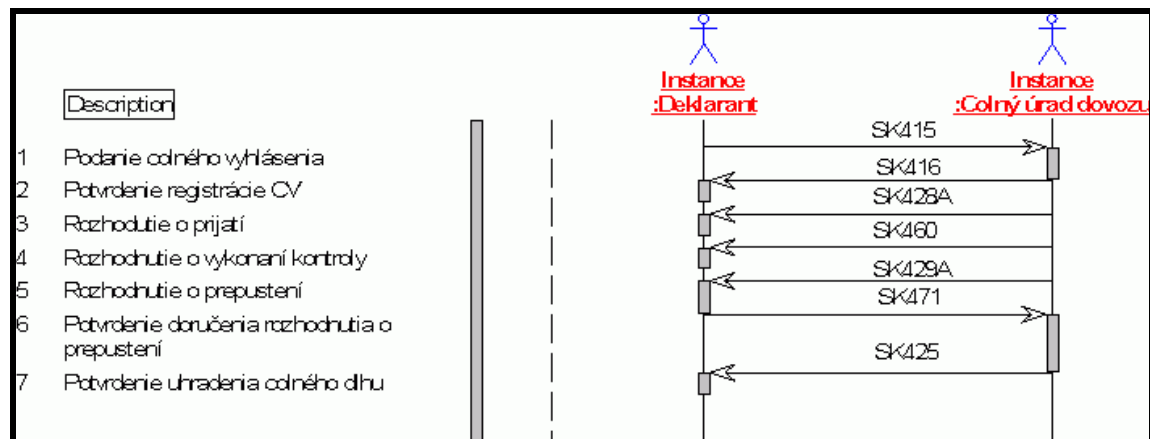 Instance
:Deklarant
Instance
:Colný úrad dovozu
Description
SK415
1 Podanie colného vyhlásenia
SK416
2 Potvrdenie registrácie CV
SK428A
3 Rozhodutie o prijatí
SK460
4 Rozhodnutie o vykonaní kontroly
SK429A
5 Rozhodnutie o prepustení
SK471
6 Potvrdenie doručenia rozhodnutia o
prepustení
SK425
7 Potvrdenie uhradenia colného dlhu